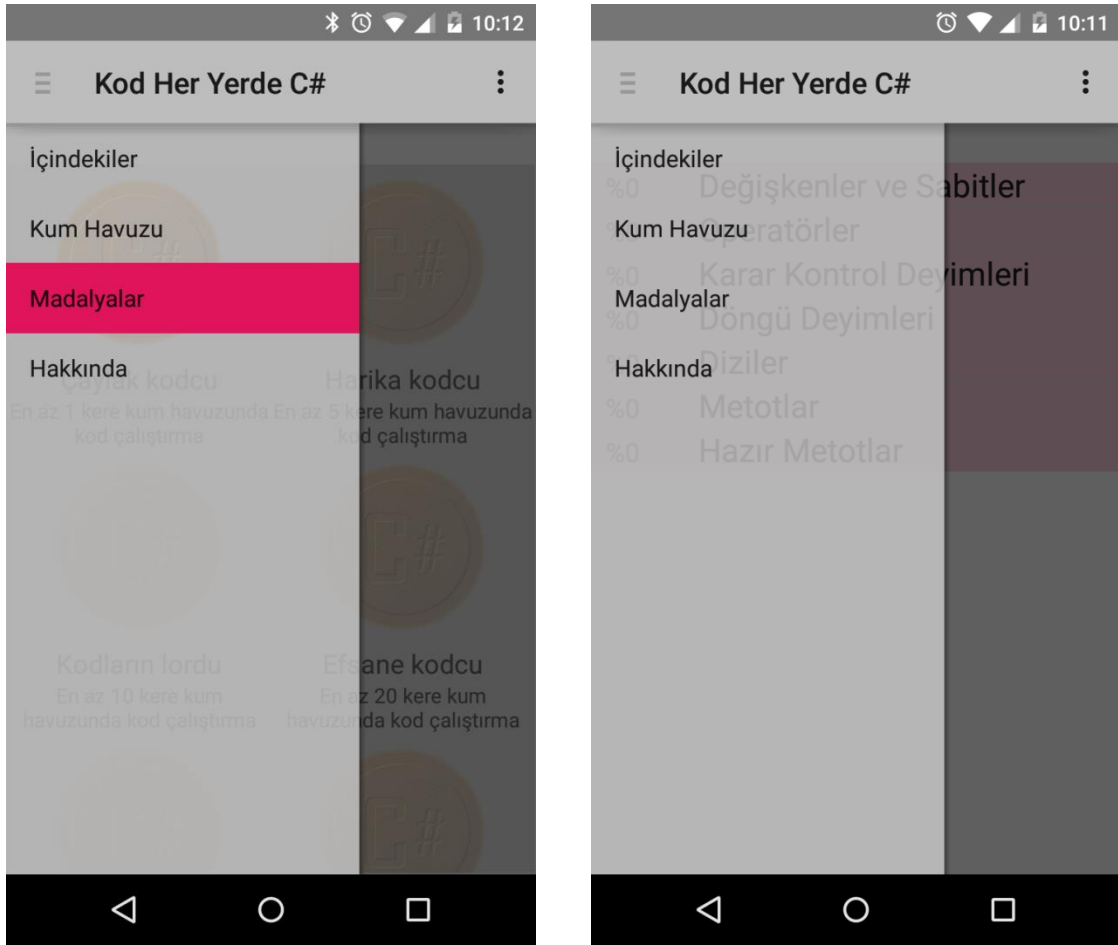 10:12
Kod Her Yerde C#
İçindekiler
Kum Havuzu
C#
Madalyalar
Hakkında
Çaylak kodcu
Harika kodcu
En az 1 kere kum havuzunda
kod çalıştırma
En az 5 kere kum havuzunda
kod çalıştırma
C#
Kodların lordu
En az 10 kere kum
havuzunda kod çalıştırma
Efsane kodcu
En az 20 kere kum
havuzunda kod çalıştırma
C#
10:11
Kod Her Yerde C#
İçindekiler
Kum Havuzu
Madalyalar
Hakkında
%0 Değişkenler ve Sabitler
%0 Operatörler
%0 Karar Kontrol Deyimleri
%0 Döngü Deyimleri
%0 Diziler
%0 Metotlar
%0 Hazır Metotlar